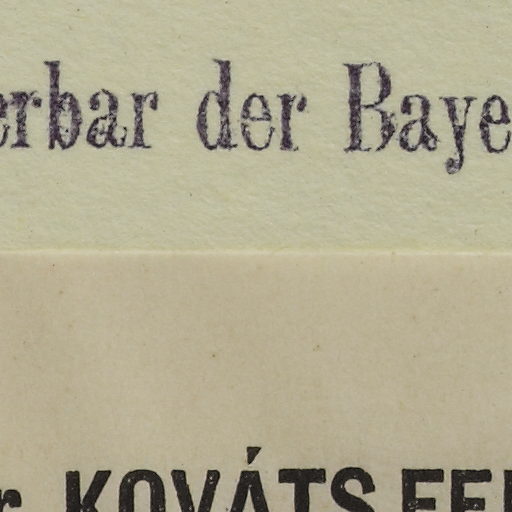 erbar der Baye
r. KOVÁTS FE